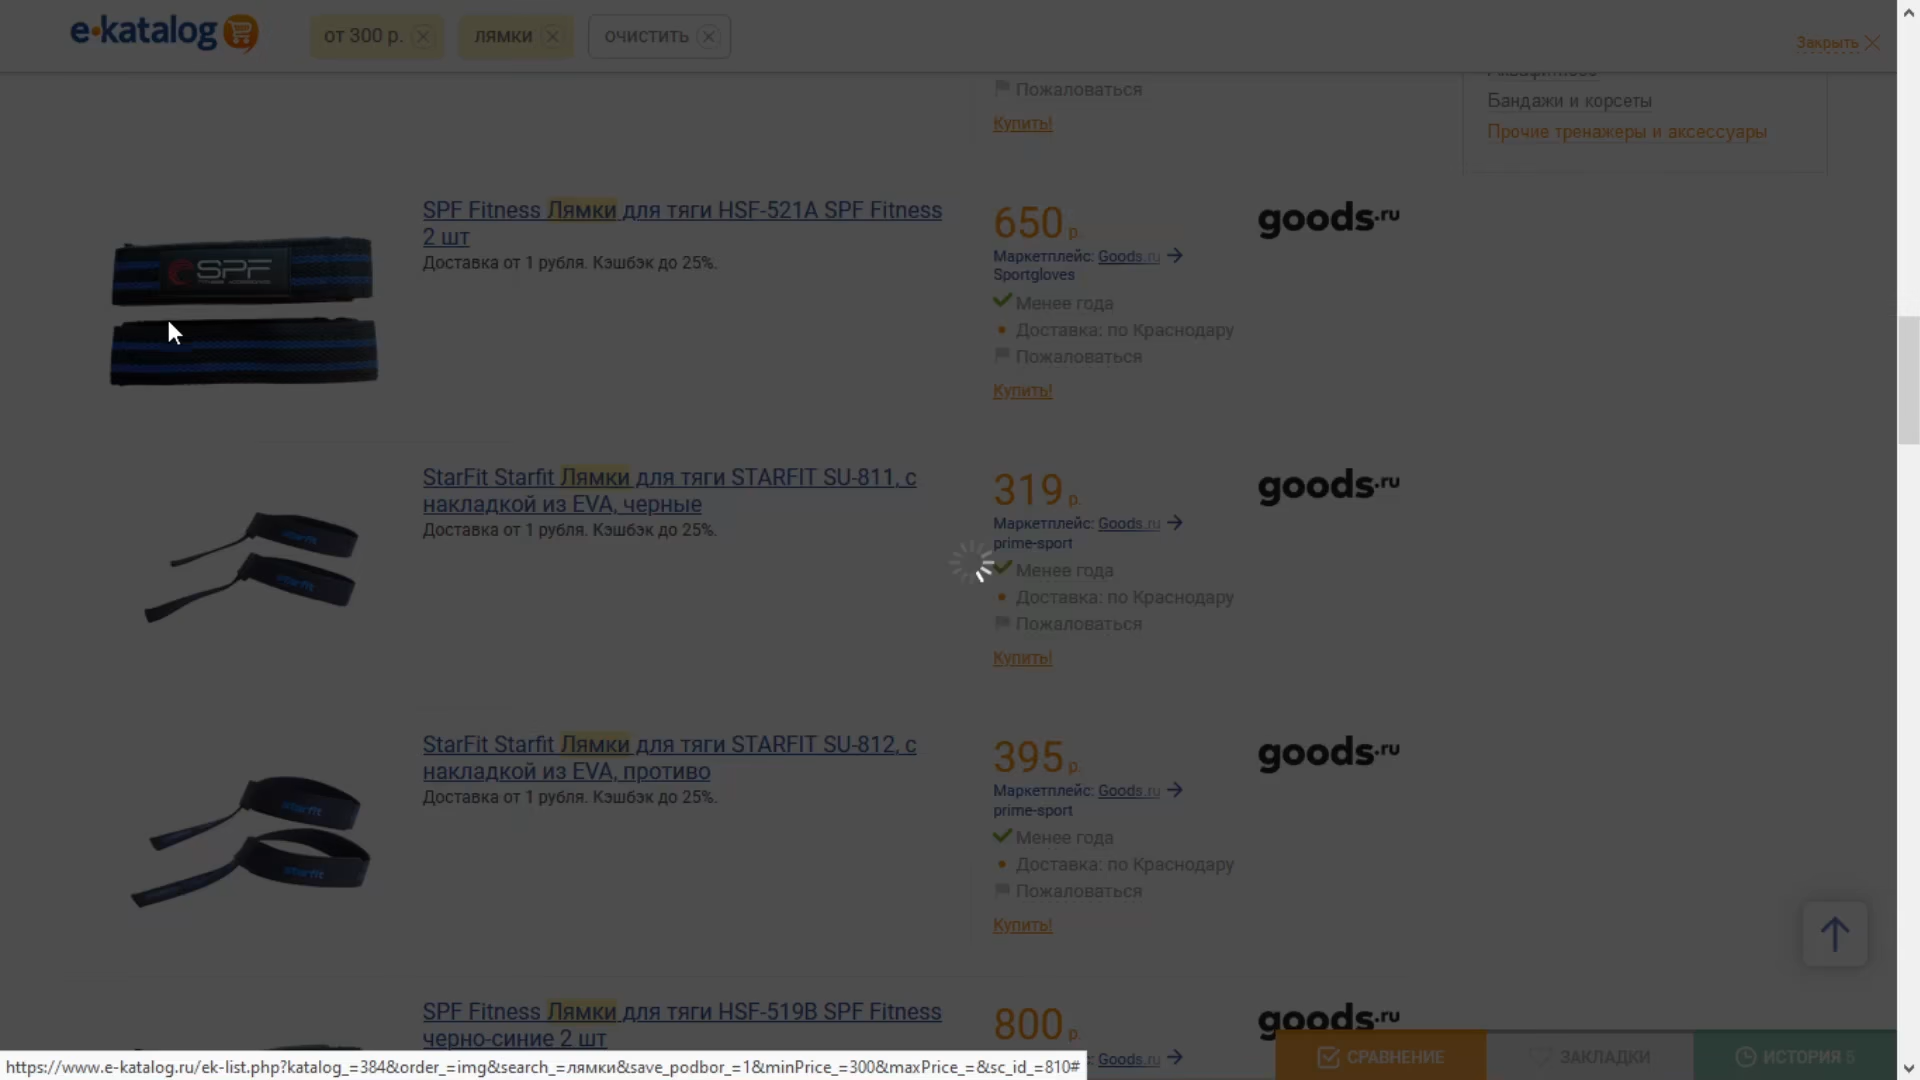 e-katalog
от 300 р.
лямки
очистить
Закрыть
Пожаловаться
Купить!
Бандажи и корсеты
Прочие тренажеры и аксессуары
SPF
SPF Fitness Лямки для тяги HSF-521A SPF Fitness
2 шт
Доставка от 1 рубля. Кэшбэк до 25%.
650 р.
Маркетплейс: Goods.ru
Sportgloves
Менее года
Доставка: по Краснодару
Пожаловаться
Купить!
goods.ru
starfit
starfit
StarFit Starfit Лямки для тяги STARFIT SU-811, с
накладкой из EVA, черные
Доставка от 1 рубля. Кэшбэк до 25%.
319 р.
Маркетплейс: Goods.ru
prime-sport
Менее года
Доставка: по Краснодару
Пожаловаться
Купить!
goods.ru
starfit
starfit
StarFit Starfit Лямки для тяги STARFIT SU-812, с
накладкой из EVA, противо
Доставка от 1 рубля. Кэшбэк до 25%.
395 р.
Маркетплейс: Goods.ru
prime-sport
Менее года
Доставка: по Краснодару
Пожаловаться
Купить!
goods.ru
SPF Fitness Лямки для тяги HSF-519B SPF Fitness
черно-синие 2 шт
800 р.
Goods.ru
goods.ru
СРАВНЕНИЕ
ЗАКЛАДКИ
ИСТОРИЯ 5
https://www.e-katalog.ru/ek-list.php?katalog_=384&order_=img&search_=лямки&save_podbor_=1&minPrice_=300&maxPrice_=&sc_id_=810#